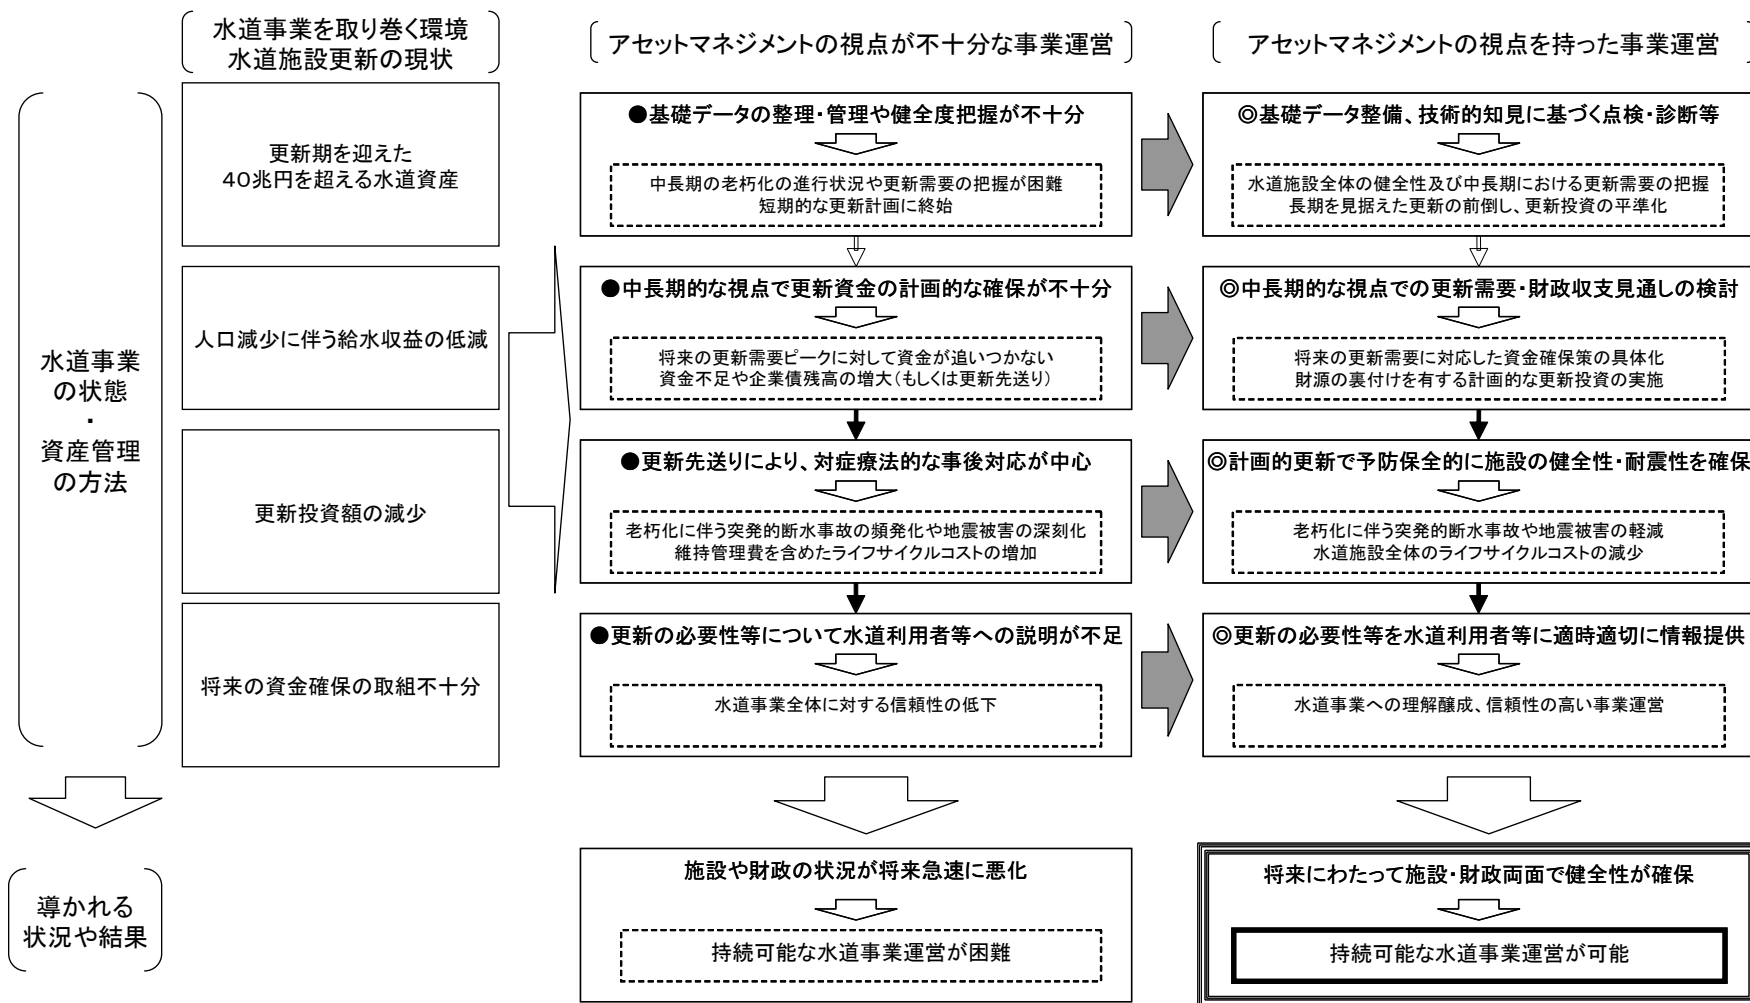 水道事業を取り巻く環境
水道施設更新の現状
アセットマネジメントの視点が不十分な事業運営
アセットマネジメントの視点を持った事業運営
水道事業
の状態
・
資産管理
の方法
更新期を迎えた
40兆円を超える水道資産
人口減少に伴う給水収益の低減
更新投資額の減少
将来の資金確保の取組不十分
●基礎データの整理・管理や健全度把握が不十分
中長期の老朽化の進行状況や更新需要の把握が困難
短期的な更新計画に終始
●中長期的な視点で更新資金の計画的な確保が不十分
将来の更新需要ピークに対して資金が追いつかない
資金不足や企業債残高の増大(もしくは更新先送り)
●更新先送りにより、対症療法的な事後対応が中心
老朽化に伴う突発的断水事故の頻発化や地震被害の深刻化
維持管理費を含めたライフサイクルコストの増加
●更新の必要性等について水道利用者等への説明が不足
水道事業全体に対する信頼性の低下
◎基礎データ整備、技術的知見に基づく点検・診断等
水道施設全体の健全性及び中長期における更新需要の把握
長期を見据えた更新の前倒し、更新投資の平準化
◎中長期的な視点での更新需要・財政収支見通しの検討
将来の更新需要に対応した資金確保策の具体化
財源の裏付けを有する計画的な更新投資の実施
◎計画的更新で予防保全的に施設の健全性・耐震性を確保
老朽化に伴う突発的断水事故や地震被害の軽減
水道施設全体のライフサイクルコストの減少
◎更新の必要性等を水道利用者等に適時適切に情報提供
水道事業への理解醸成、信頼性の高い事業運営
導かれる
状況や結果
施設や財政の状況が将来急速に悪化
持続可能な水道事業運営が困難
将来にわたって施設・財政両面で健全性が確保
持続可能な水道事業運営が可能